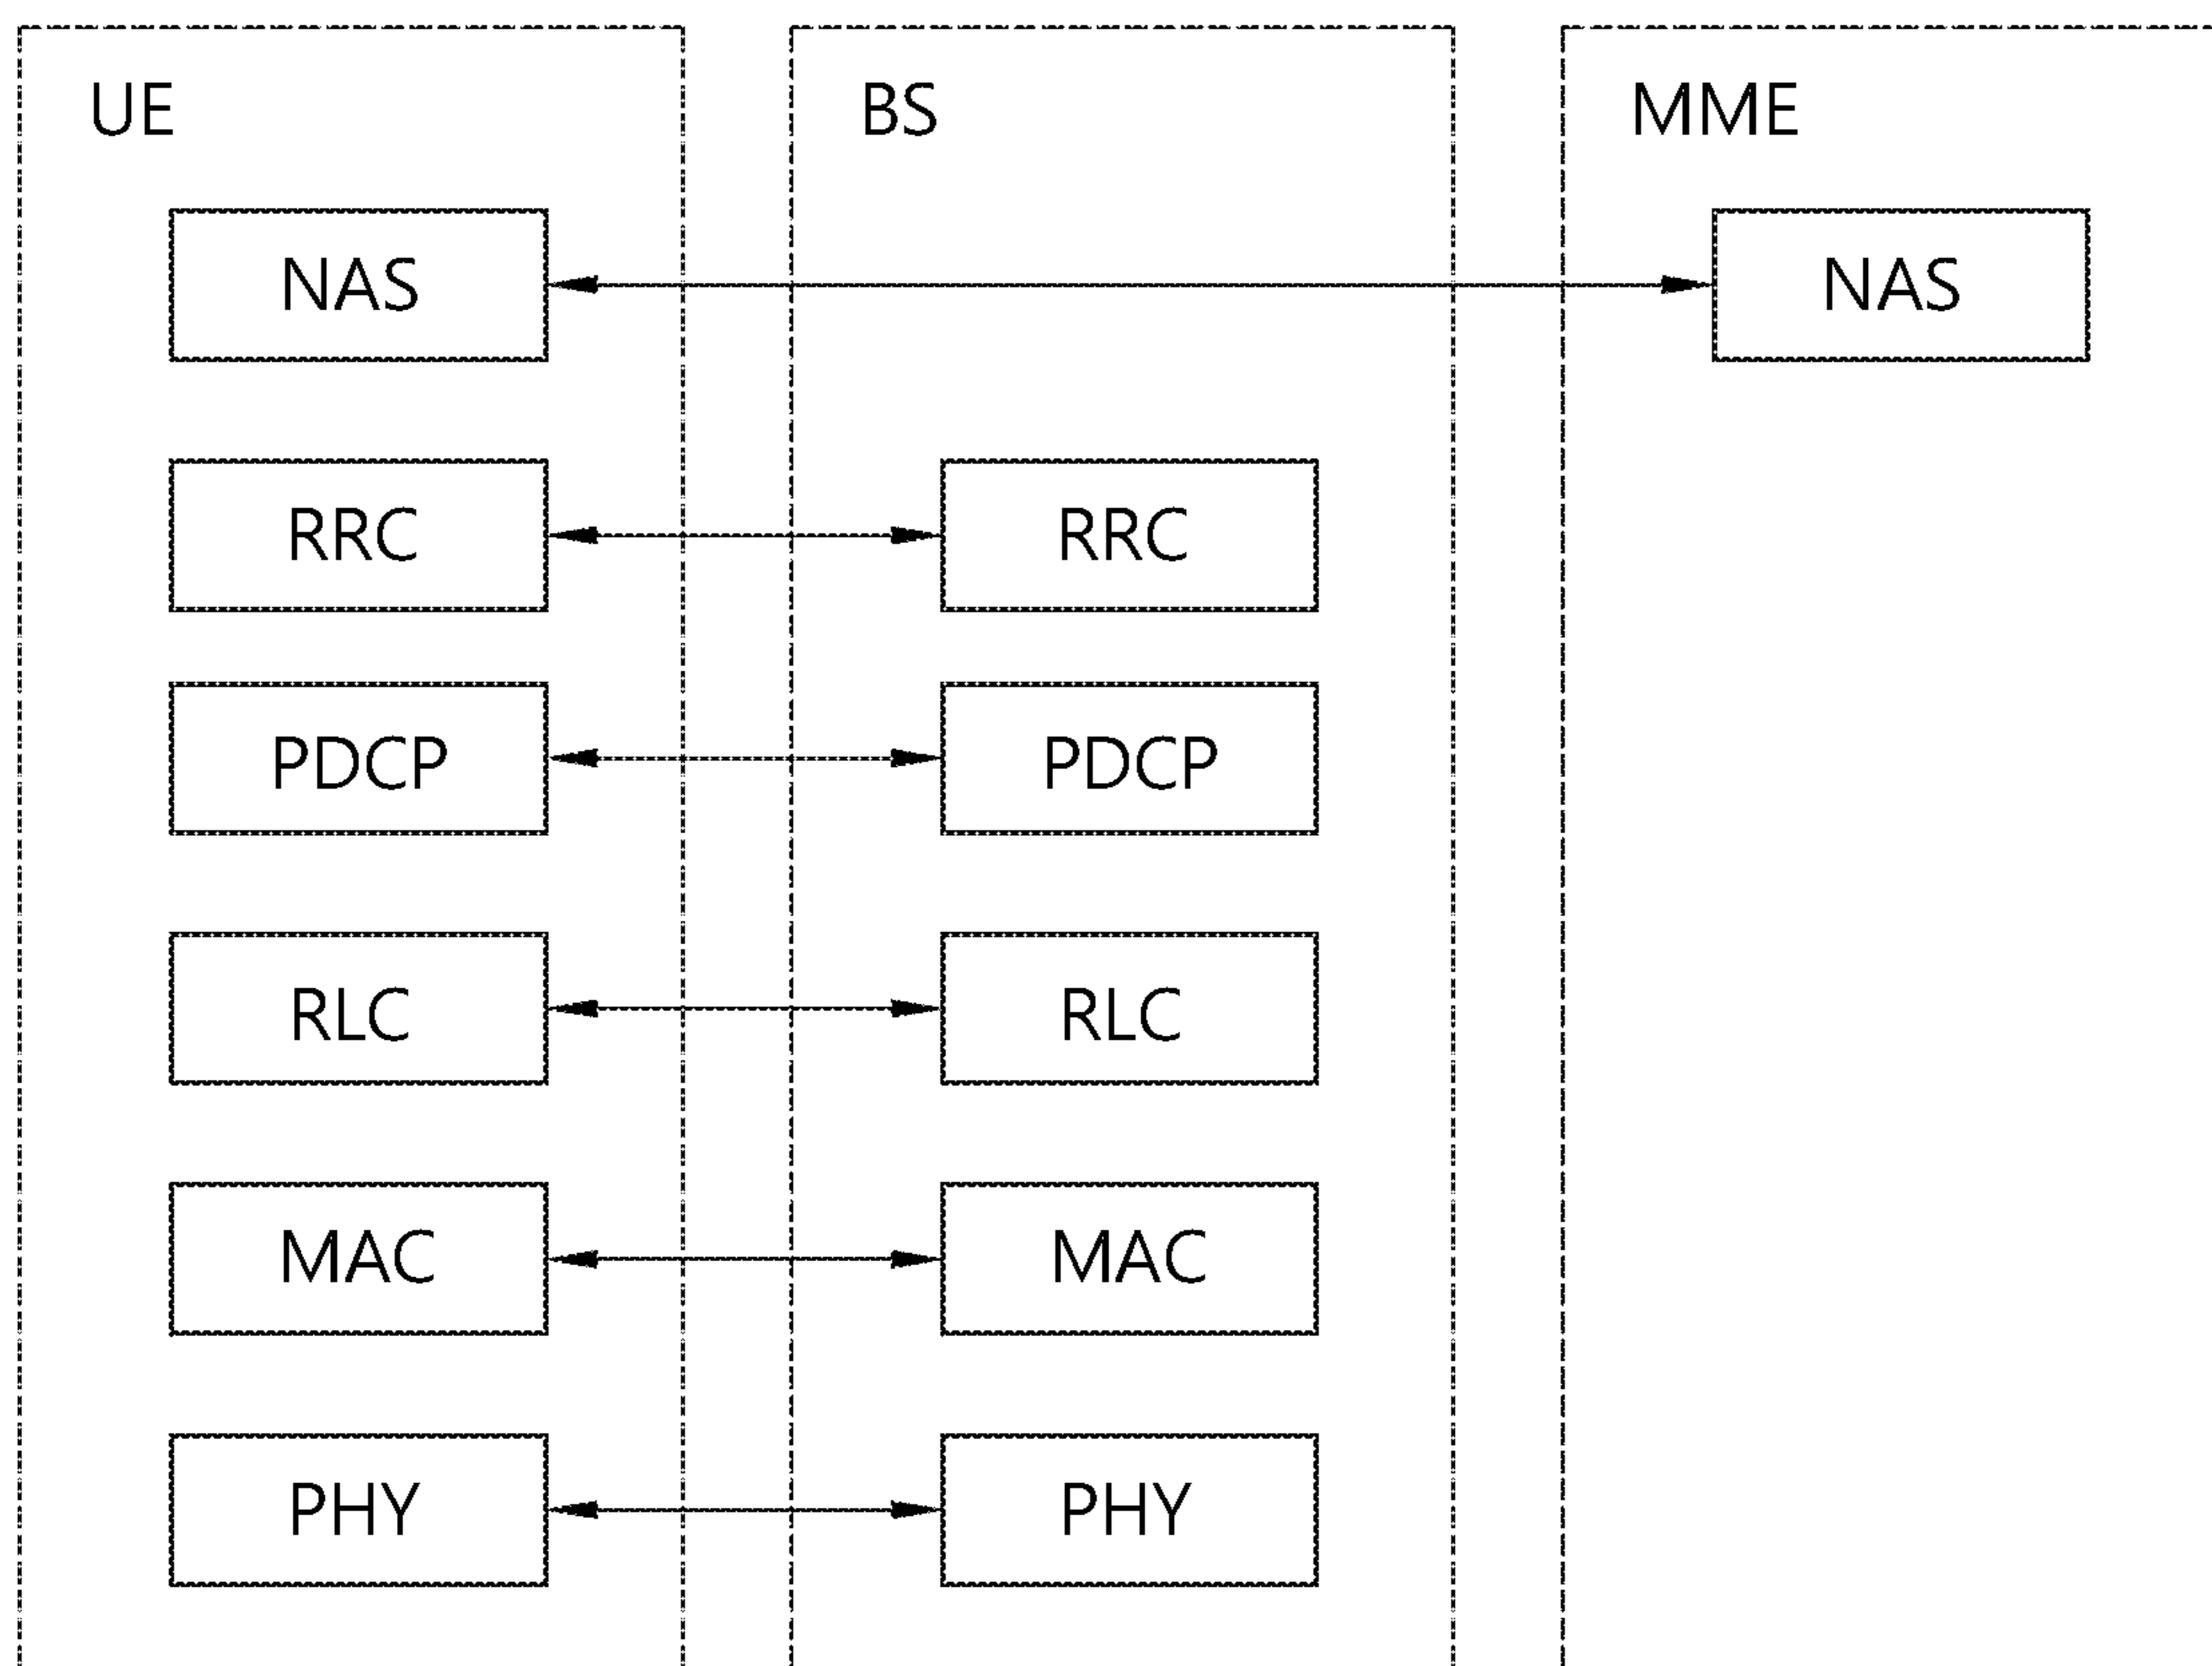 UE BS MME
NAS NAS
RRC RRC
PDCP PDCP
RLC RLC
MAC MAC
PHY PHY